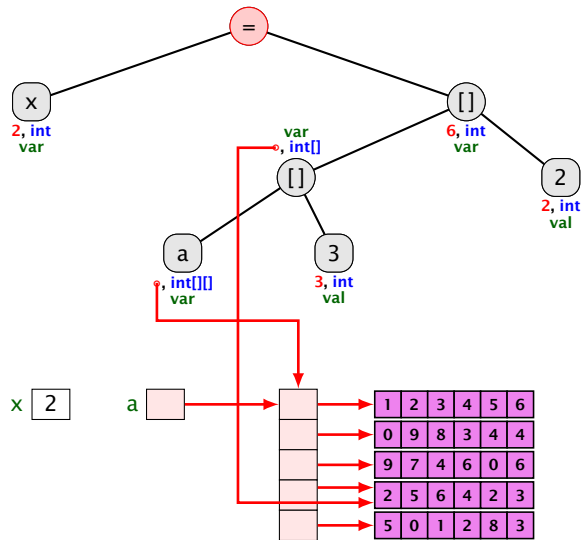 =
x
[]
2, int
var
6, int
var
var
, int[]
[]
2
2, int
val
a
3
, int[][]
var
3, int
val
x 2
a
1 2 3 4 5 6
0 9 8 3 4 4
9 7 4 6 0 6
2 5 6 4 2 3
5 0 1 2 8 3